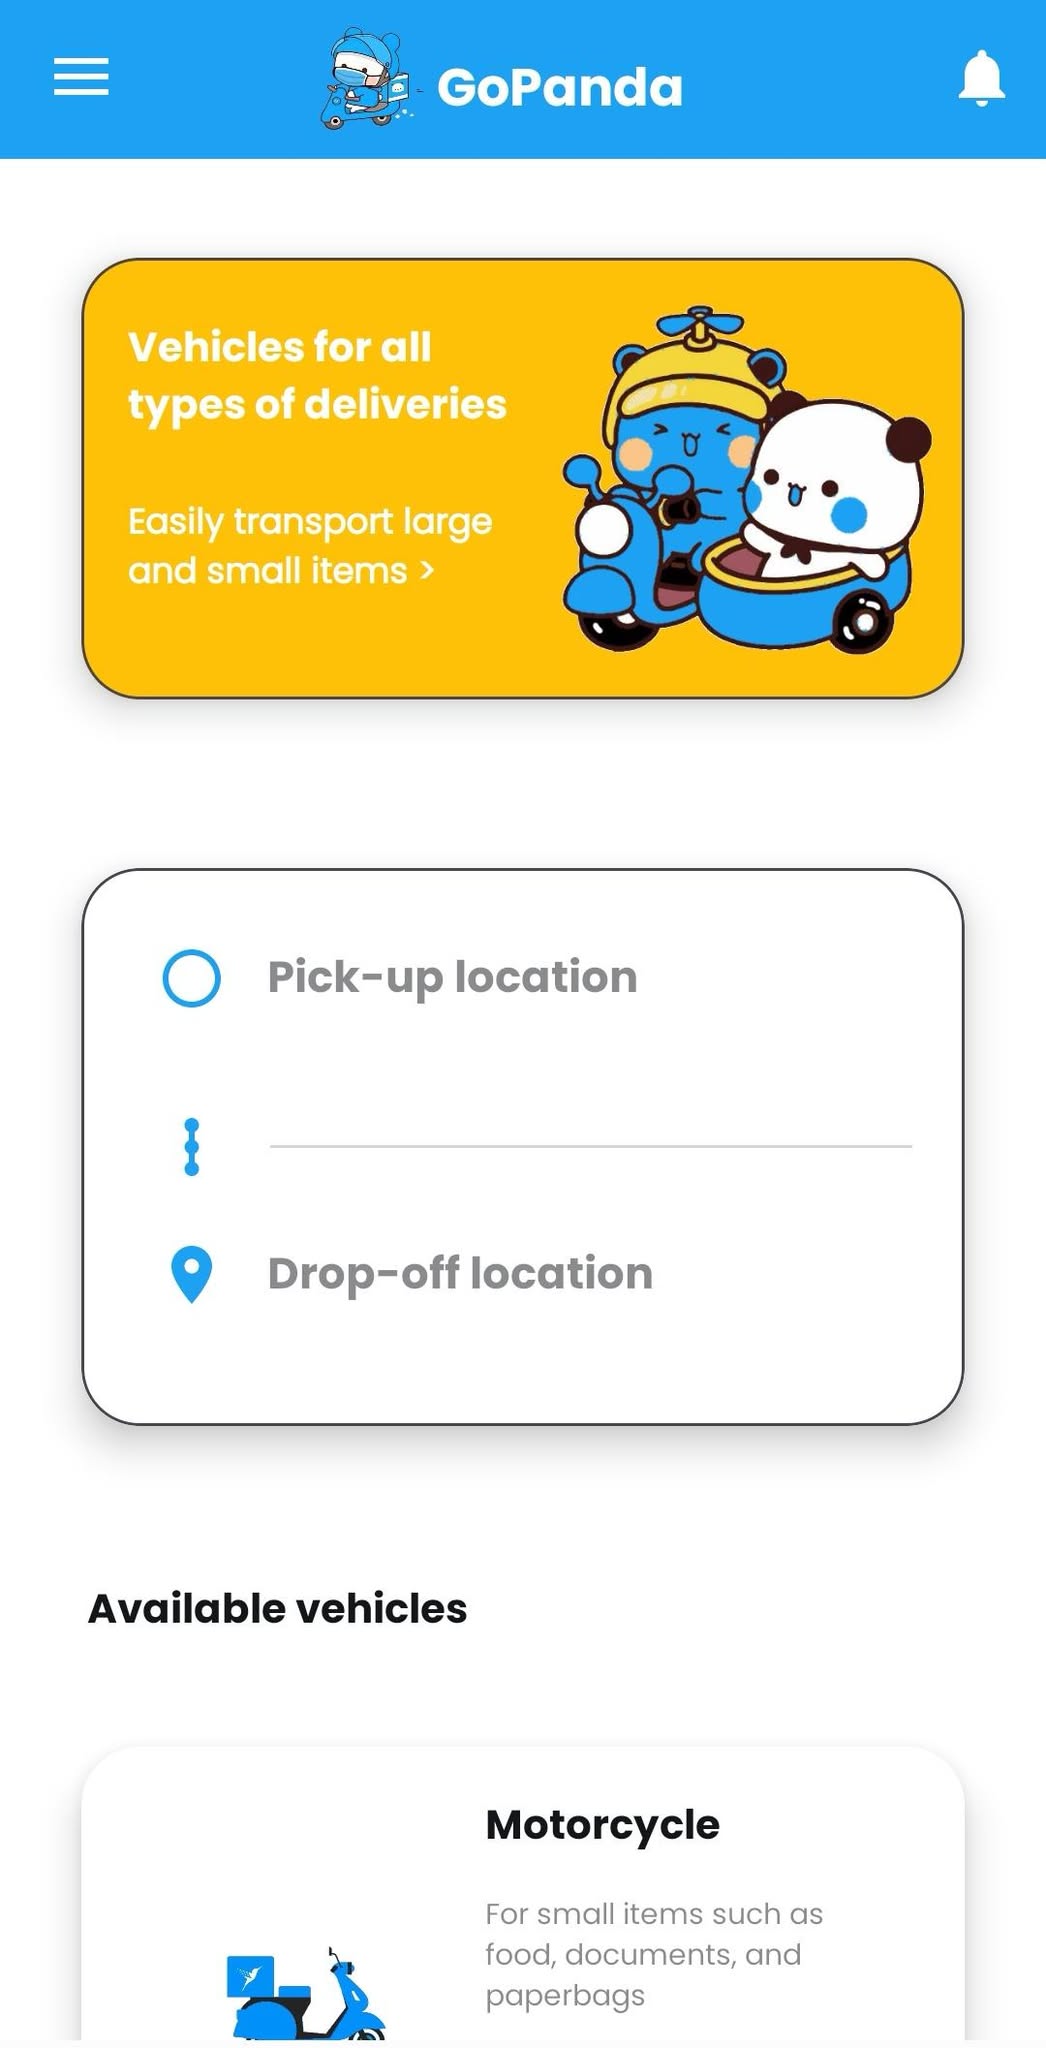 GoPanda
Vehicles for all
types of deliveries
Easily transport large
and small items >
Pick-up location
Drop-off location
Available vehicles
Motorcycle
For small items such as
food, documents, and
paperbags